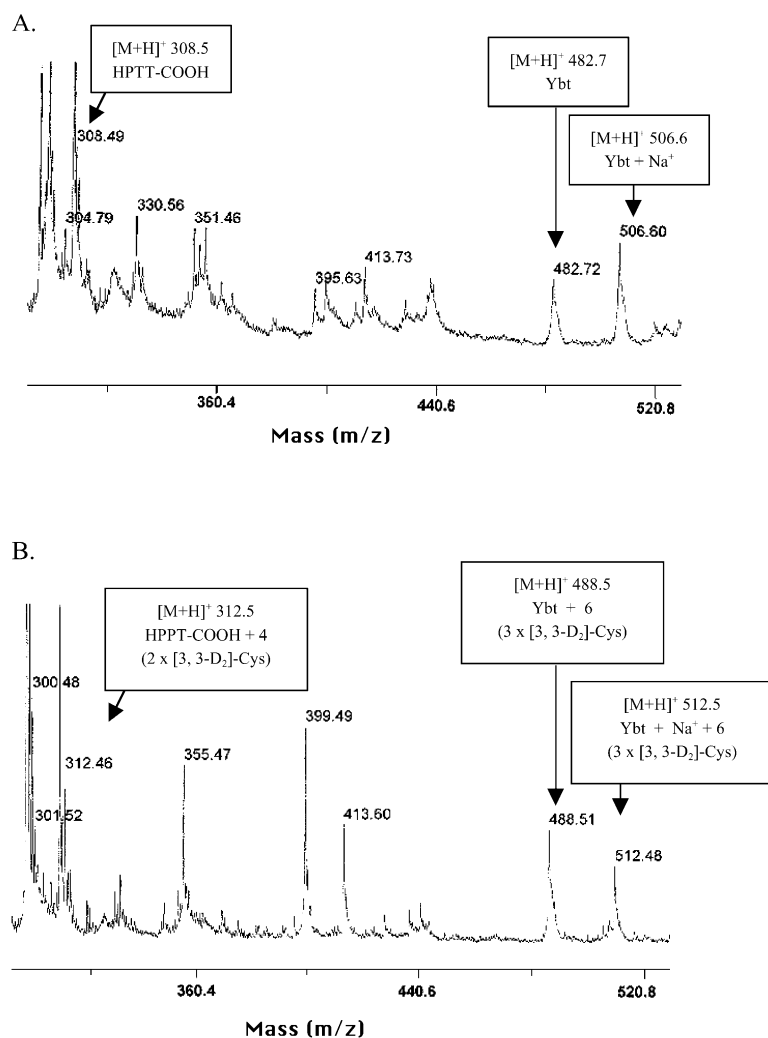 A.
[M+H]+ 308.5
HPTT-COOH
[M+H]+ 482.7
Ybt
[M+H]+ 506.6
Ybt + Na+
308.49
304.79
330.56
351.46
395.63
413.73
482.72
506.60
360.4
440.6
520.8
Mass (m/z)
B.
[M+H]+ 312.5
HPPT-COOH + 4
(2 x [3, 3-D2]-Cys)
[M+H]+ 488.5
Ybt + 6
(3 x [3, 3-D2]-Cys)
[M+H]+ 512.5
Ybt + Na+ + 6
(3 x [3, 3-D2]-Cys)
300.48
312.46
301.52
355.47
399.49
413.60
488.51
512.48
360.4
440.6
520.8
Mass (m/z)